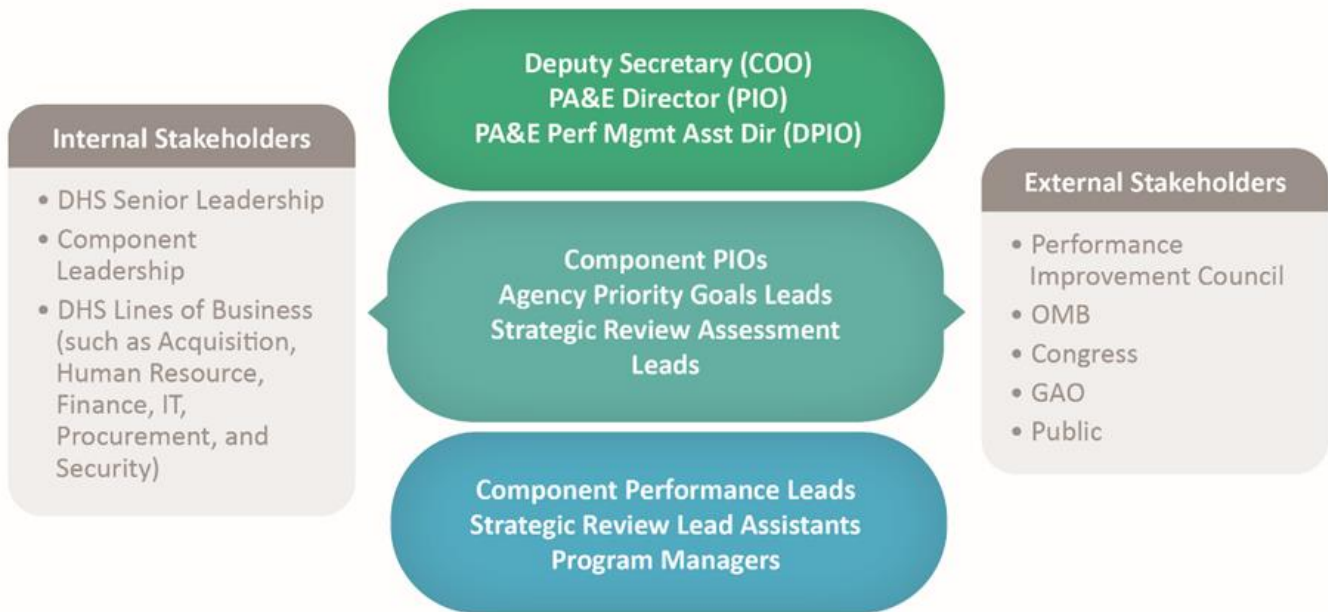 Internal Stakeholders
• DHS Senior Leadership
• Component
Leadership
• DHS Lines of Business
(such as Acquisition,
Human Resource,
Finance, IT,
Procurement, and
Security)
Deputy Secretary (COO)
PA&E Director (PIO)
PA&E Perf Mgmt Asst Dir (DPIO)
Component PIOs
Agency Priority Goals Leads
Strategic Review Assessment
Leads
Component Performance Leads
Strategic Review Lead Assistants
Program Managers
External Stakeholders
• Performance
Improvement Council
• OMB
• Congress
• GAO
• Public